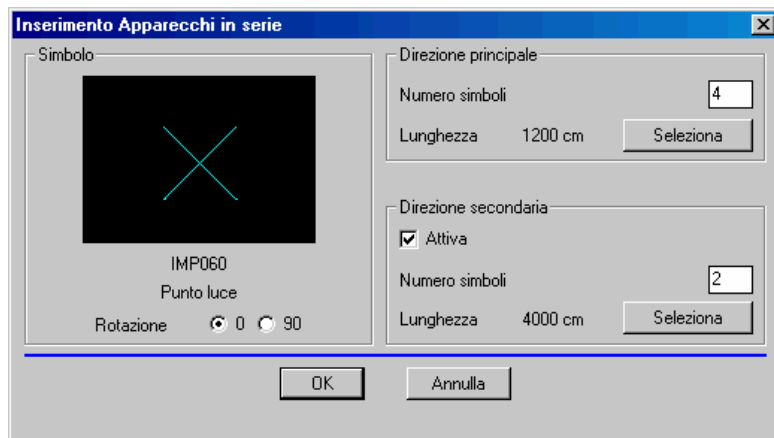 Inserimento Apparecchi in serie
Simbolo
IMP060
Punto luce
Rotazione 0 90
Direzione principale
Numero simboli 4
Lunghezza 1200 cm Seleziona
Direzione secondaria
Attiva
Numero simboli 2
Lunghezza 4000 cm Seleziona
OK Annulla